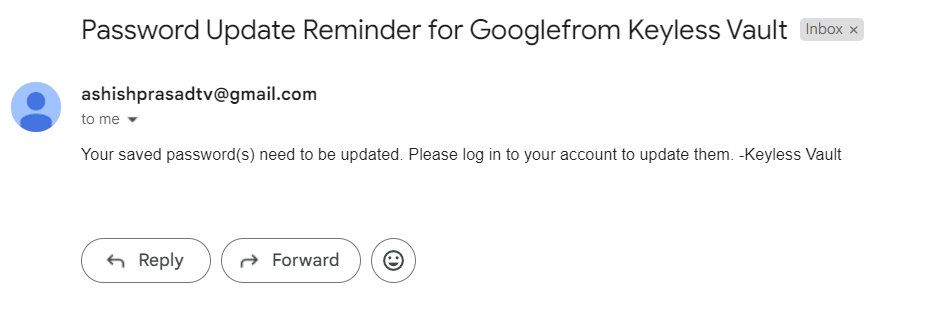 Password Update Reminder for Googlefrom Keyless Vault Inbox ×
ashishprasadtv@gmail.com
to me
Your saved password(s) need to be updated. Please log in to your account to update them. -Keyless Vault
Reply Forward